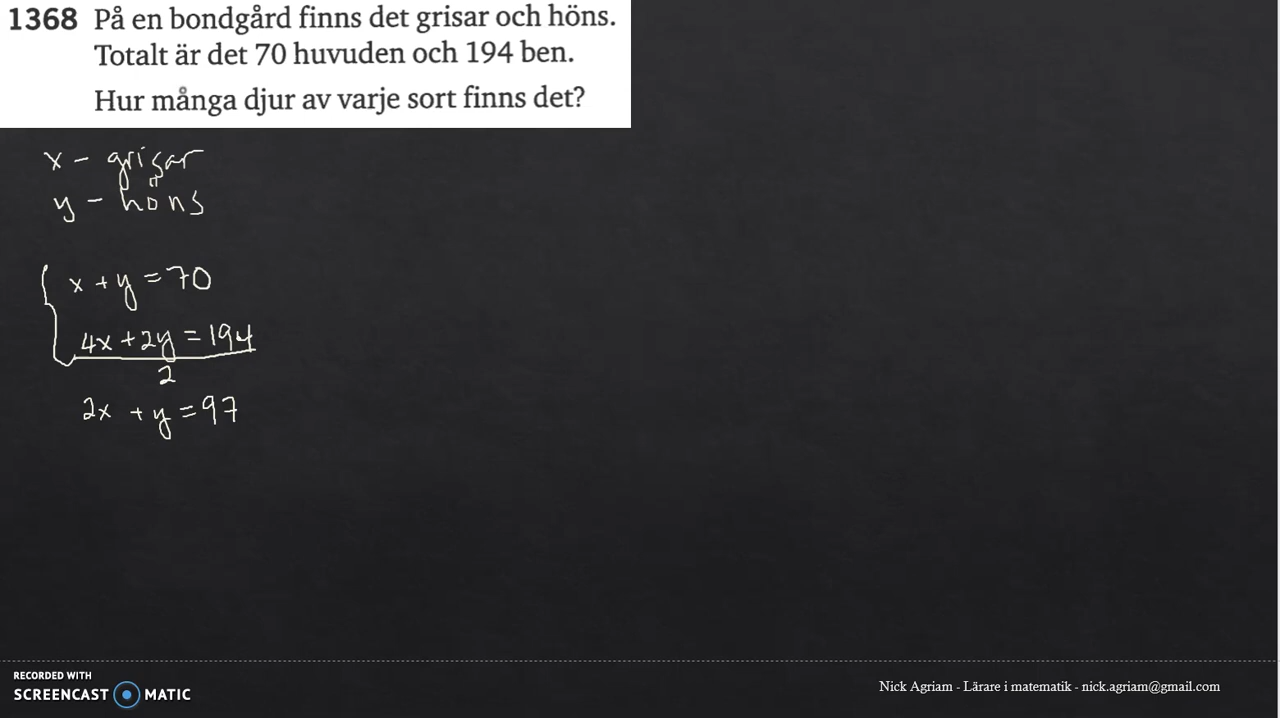 1368 På en bondgård finns det grisar och höns.
Totalt är det 70 huvuden och 194 ben.
Hur många djur av varje sort finns det?
x - grisar
y - höns
x + y = 70
4x + 2y = 194
2
2x + y = 97
RECORDED WITH
SCREENCAST MATIC
Nick Agriam - Lärare i matematik - nick.agriam@gmail.com